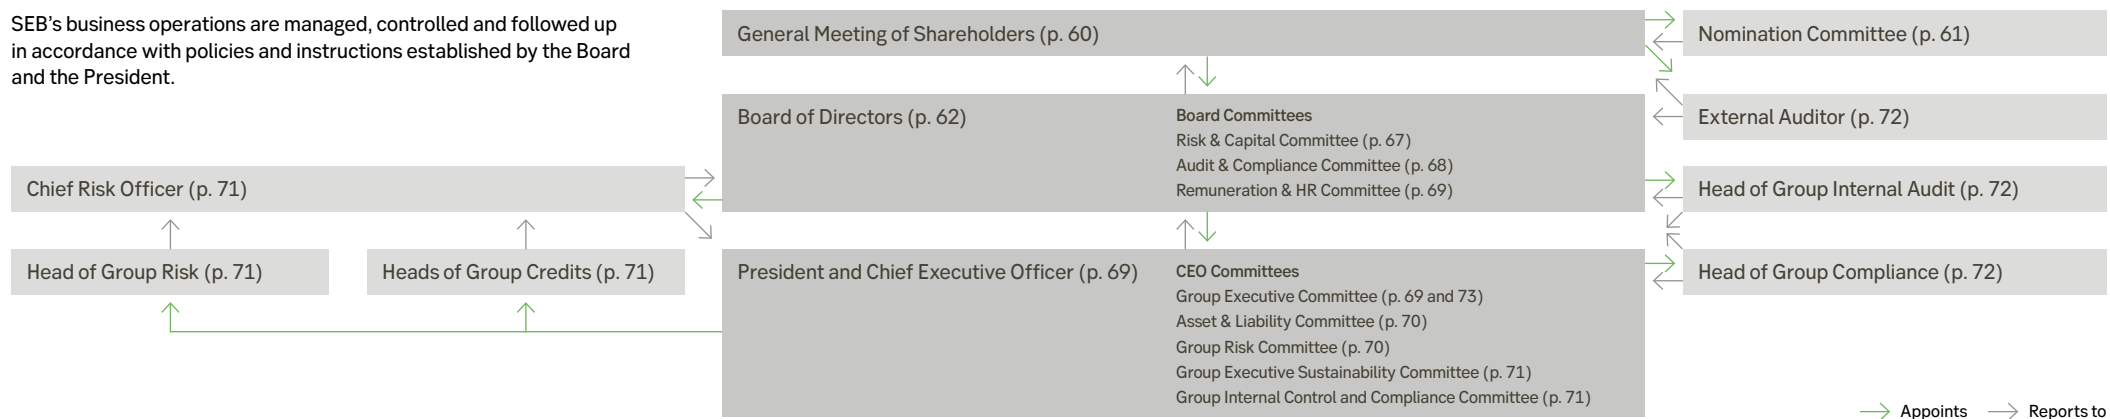 SEB’s business operations are managed, controlled and followed up
in accordance with policies and instructions established by the Board
and the President.
General Meeting of Shareholders (p. 60)
Nomination Committee (p. 61)
Board of Directors (p. 62)
Board Committees
Risk & Capital Committee (p. 67)
Audit & Compliance Committee (p. 68)
Remuneration & HR Committee (p. 69)
External Auditor (p. 72)
Chief Risk Officer (p. 71)
Head of Group Internal Audit (p. 72)
Head of Group Risk (p. 71)
Heads of Group Credits (p. 71)
President and Chief Executive Officer (p. 69)
CEO Committees
Group Executive Committee (p. 69 and 73)
Asset & Liability Committee (p. 70)
Group Risk Committee (p. 70)
Group Executive Sustainability Committee (p. 71)
Group Internal Control and Compliance Committee (p. 71)
Head of Group Compliance (p. 72)
Appoints
Reports to